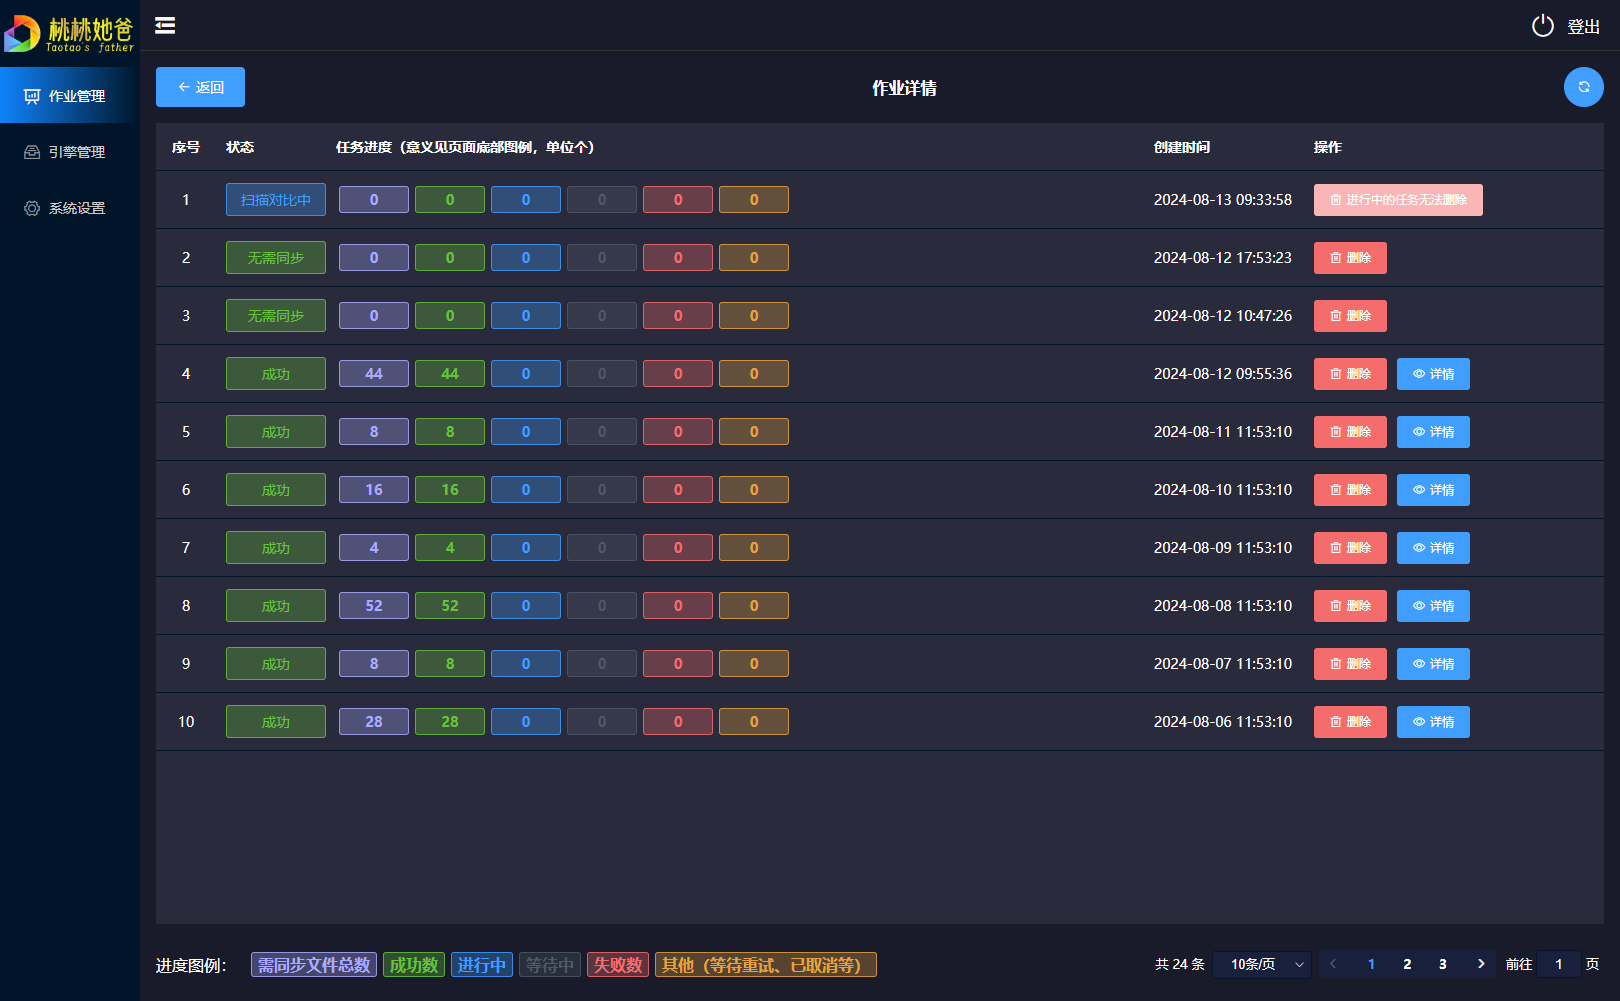 桃桃她爸
Taotao's father
登出
作业管理
引擎管理
系统设置
返回
作业详情
序号 状态 任务进度（意义见页面底部图例，单位个） 创建时间 操作
1 扫描对比中 0 0 0 0 0 0 2024-08-13 09:33:58 进行中的任务无法删除
2 无需同步 0 0 0 0 0 0 2024-08-12 17:53:23 删除
3 无需同步 0 0 0 0 0 0 2024-08-12 10:47:26 删除
4 成功 44 44 0 0 0 0 2024-08-12 09:55:36 删除 详情
5 成功 8 8 0 0 0 0 2024-08-11 11:53:10 删除 详情
6 成功 16 16 0 0 0 0 2024-08-10 11:53:10 删除 详情
7 成功 4 4 0 0 0 0 2024-08-09 11:53:10 删除 详情
8 成功 52 52 0 0 0 0 2024-08-08 11:53:10 删除 详情
9 成功 8 8 0 0 0 0 2024-08-07 11:53:10 删除 详情
10 成功 28 28 0 0 0 0 2024-08-06 11:53:10 删除 详情
进度图例： 需同步文件总数 成功数 进行中 等待中 失败数 其他（等待重试、已取消等） 共 24 条 10条/页 1 2 3 前往 1 页